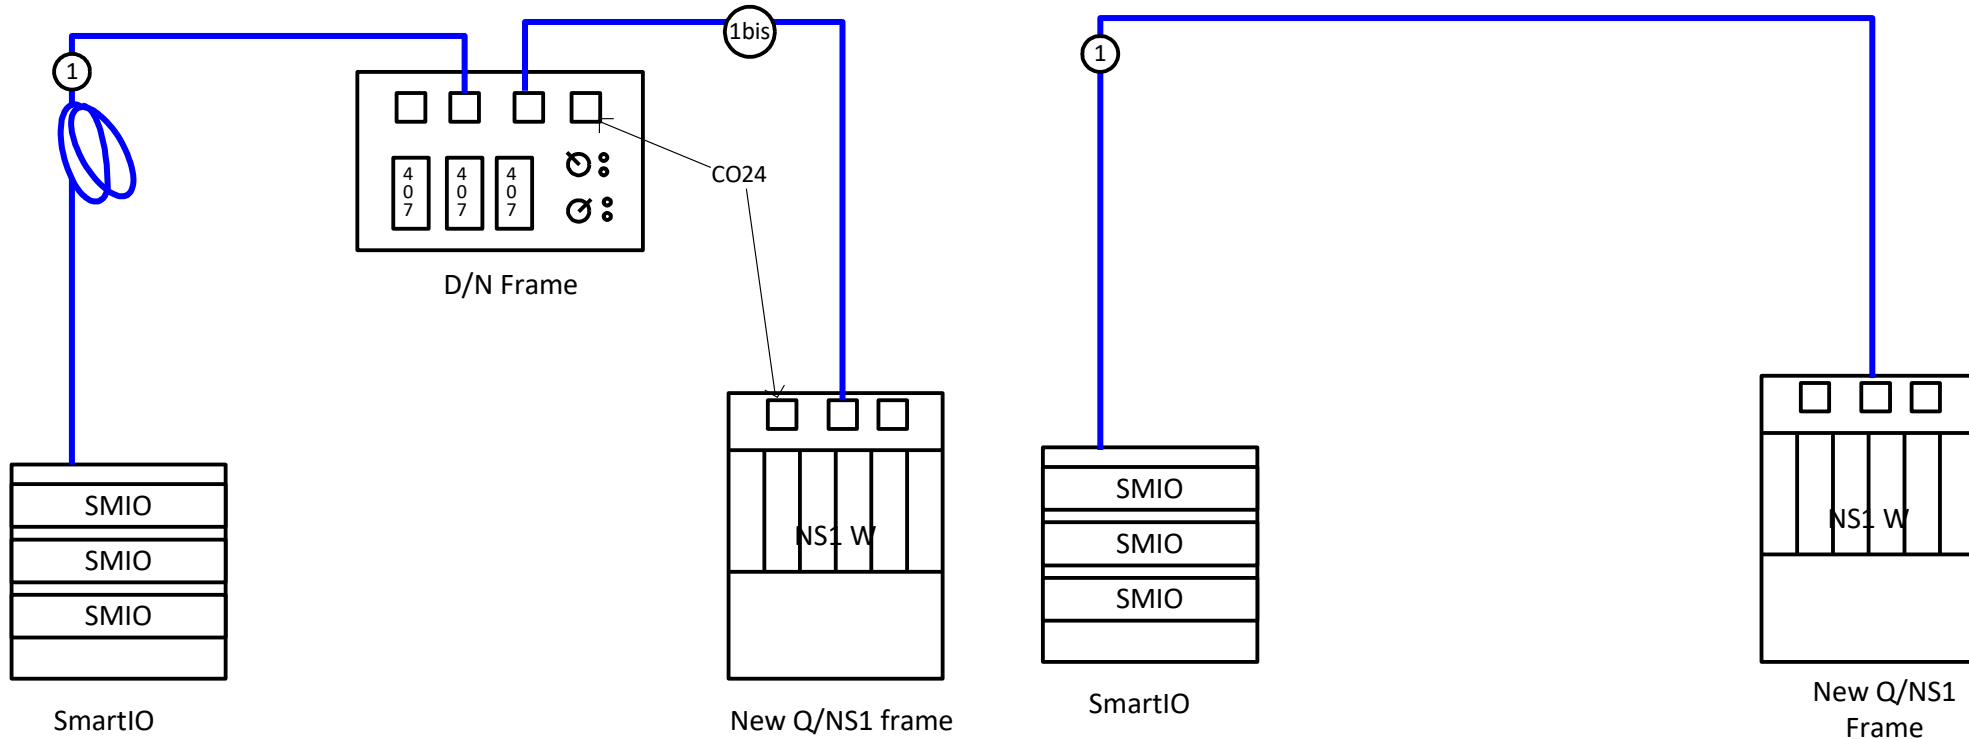 1
1bis
1
4
0
7
4
0
7
4
0
7
CO24
D/N Frame
SMIO
SMIO
SMIO
NS1 W
SmartIO
New Q/NS1 frame
SMIO
SMIO
SMIO
NS1 W
SmartIO
New Q/NS1
Frame